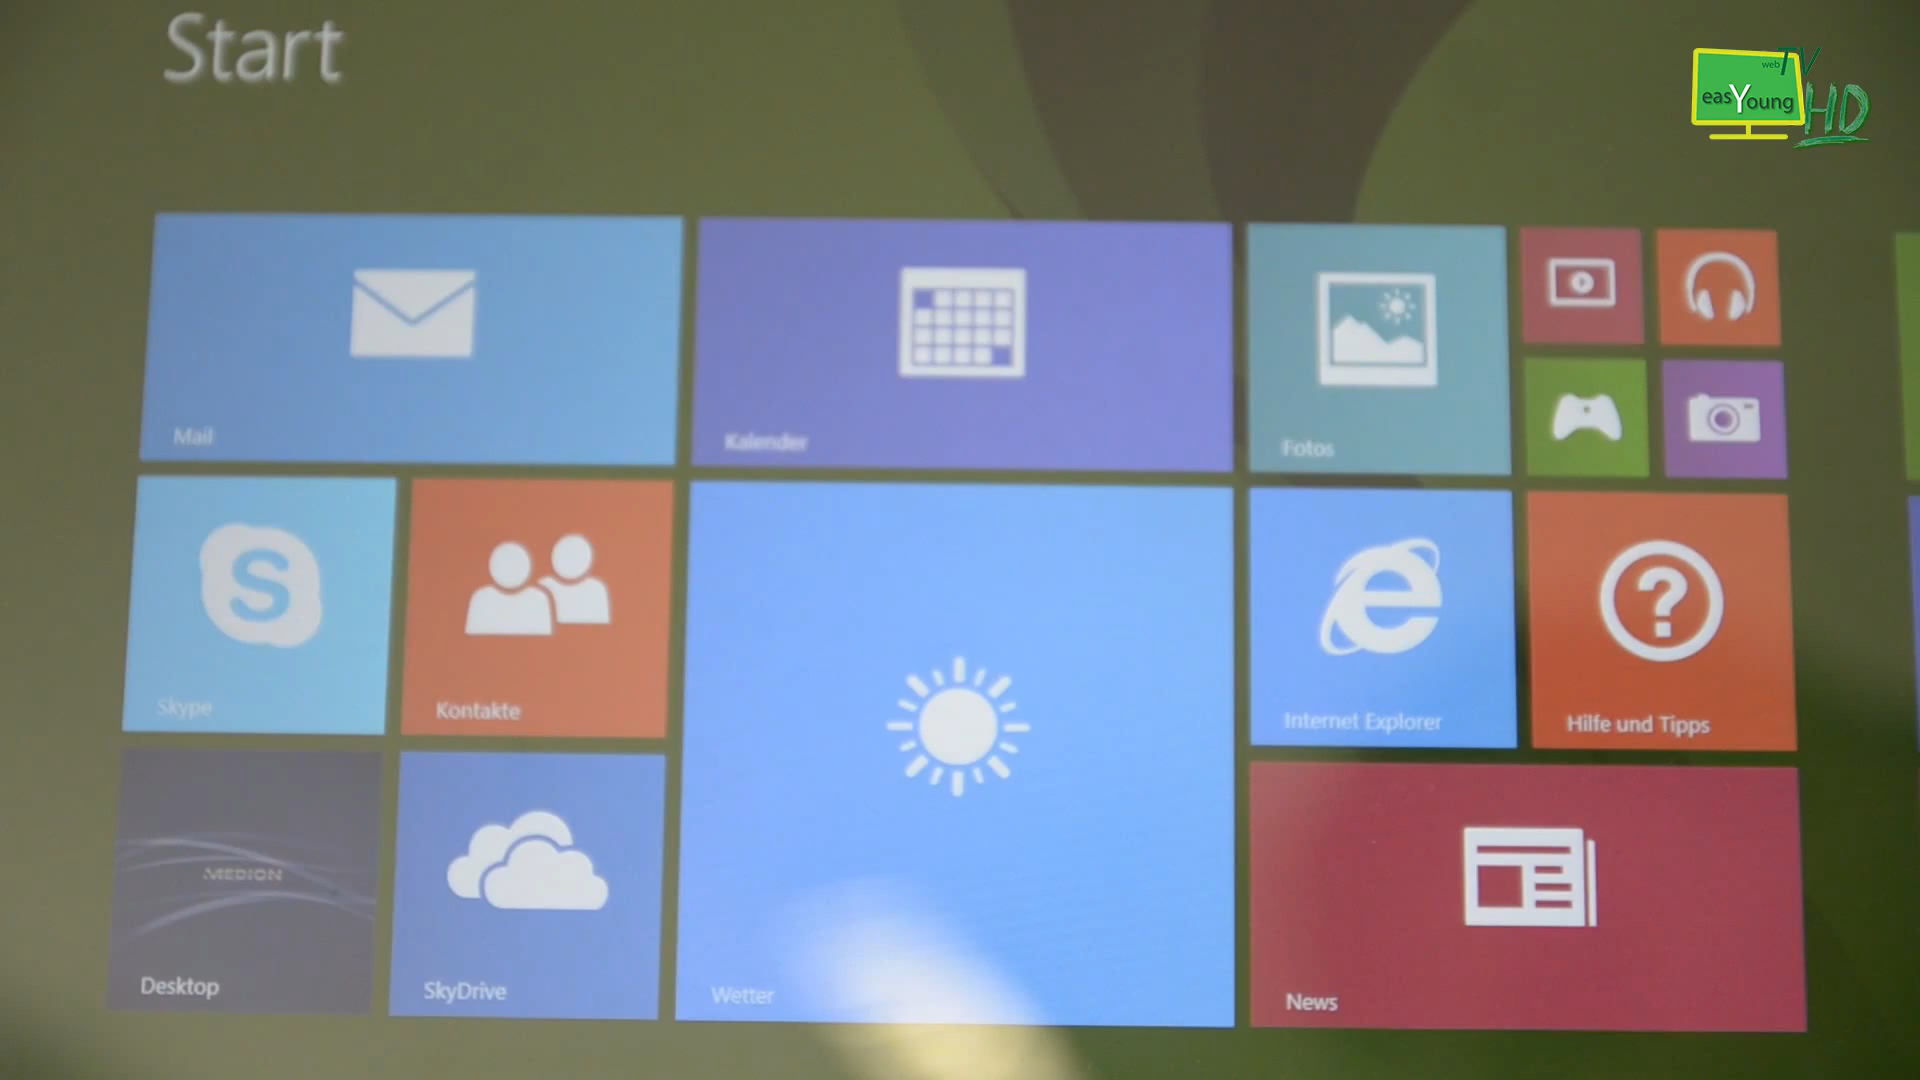 Start
web TV
easYoung
HD
Mail
Kalender
Fotos
Skype
Kontakte
Internet Explorer
Hilfe und Tipps
MEDION
Desktop
SkyDrive
Wetter
News